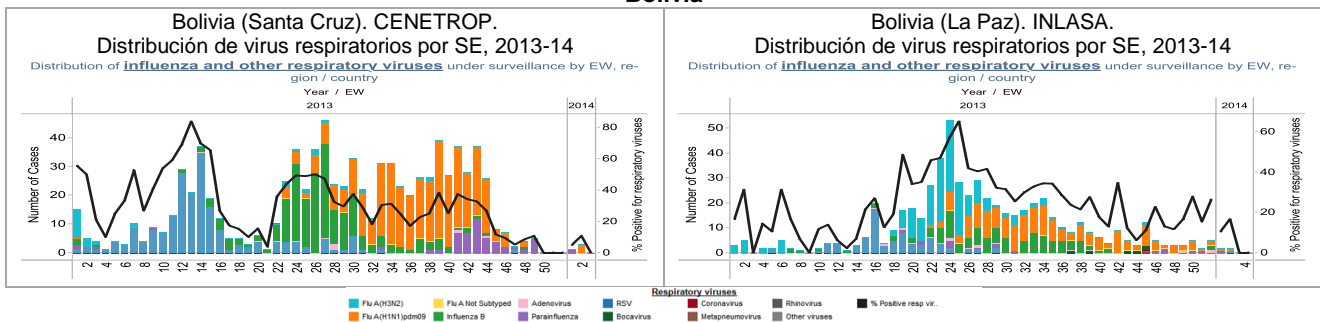 Bolivia
Bolivia (Santa Cruz). CENETROP.
Distribución de virus respiratorios por SE, 2013-14
Distribution of influenza and other respiratory viruses under surveillance by EW, re-
gion / country
Year / EW
2013
2014
Number of Cases
40
30
20
10
0
80
60
40
20
0
% Positive for respiratory viruses
2 4 6 8 10 12 14 16 18 20 22 24 26 28 30 32 34 36 38 40 42 44 46 48 50 2
Bolivia (La Paz). INLASA.
Distribución de virus respiratorios por SE, 2013-14
Distribution of influenza and other respiratory viruses under surveillance by EW, re-
gion / country
Year / EW
2013
2014
Number of Cases
50
40
30
20
10
0
60
40
20
0
% Positive for respiratory viruses
2 4 6 8 10 12 14 16 18 20 22 24 26 28 30 32 34 36 38 40 42 44 46 48 50 2 4
Respiratory viruses
Flu A(H3N2) Flu A Not Subtyped Adenovirus RSV Coronavirus Rhinovirus % Positive resp vir..
Flu A(H1N1)pdm09 Influenza B Parainfluenza Bocavirus Metapneumovirus Other viruses